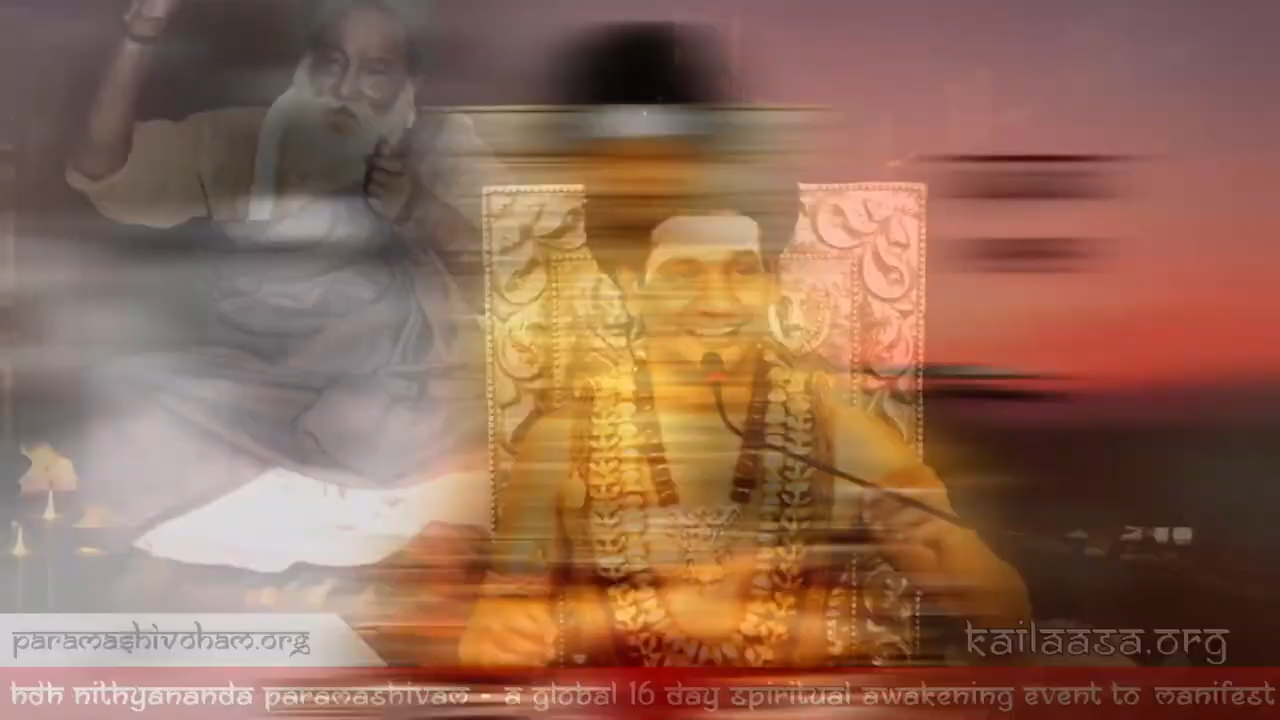 paramashivoham.org
kailaasa.org
hdh nithyananda paramashivam - a global 16 day spiritual awakening event to manifest